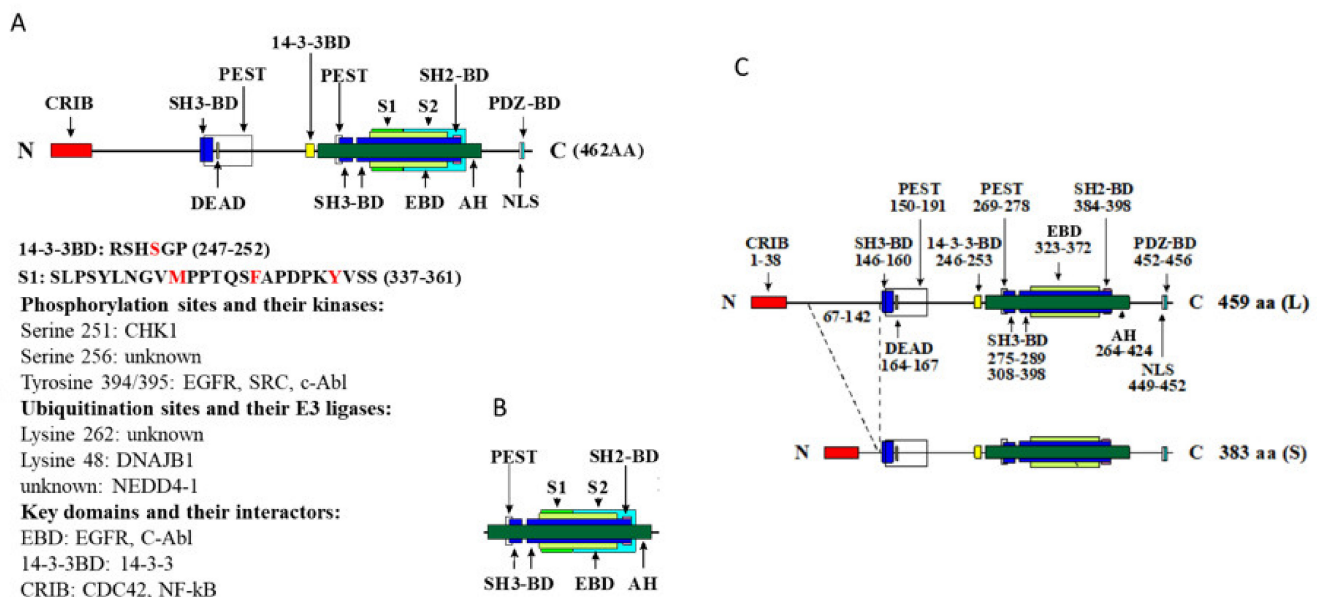 A
14-3-3BD
PEST
PEST
SH2-BD
CRIB
SH3-BD
S1
S2
PDZ-BD
N
C (462AA)
DEAD
SH3-BD
EBD
AH
NLS
14-3-3BD: RSHSGP (247-252)
S1: SLPSYLNGVMPPTQSFAPDPKYVSS (337-361)
Phosphorylation sites and their kinases:
Serine 251: CHK1
Serine 256: unknown
Tyrosine 394/395: EGFR, SRC, c-Abl
Ubiquitination sites and their E3 ligases:
Lysine 262: unknown
Lysine 48: DNAJB1
unknown: NEDD4-1
Key domains and their interactors:
EBD: EGFR, C-Abl
14-3-3BD: 14-3-3
CRIB: CDC42, NF-kB
B
PEST
SH2-BD
S1
S2
SH3-BD
EBD
AH
C
PEST
150-191
PEST
269-278
SH2-BD
384-398
CRIB
1-38
SH3-BD
146-160
14-3-3-BD
246-253
EBD
323-372
PDZ-BD
452-456
N
C
459 aa (L)
67-142
DEAD
164-167
SH3-BD
275-289
308-398
AH
264-424
NLS
449-452
N
C
383 aa (S)